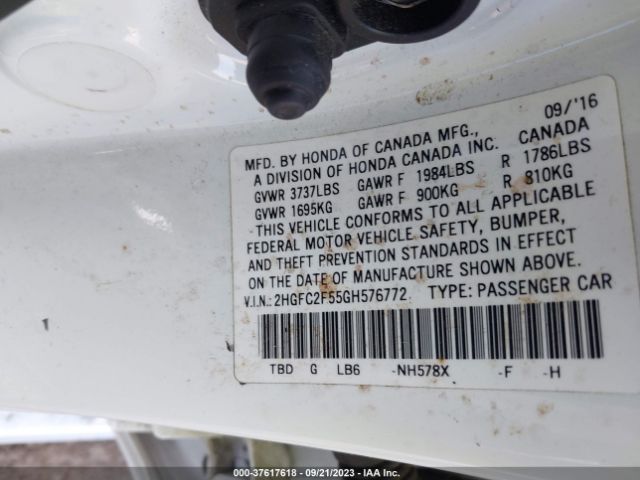 09/'16
MFD. BY HONDA OF CANADA MFG., CANADA
A DIVISION OF HONDA CANADA INC.
GVWR 3737LBS GAWR F 1984LBS R 1786LBS
GVWR 1695KG GAWR F 900KG R 810KG
-THIS VEHICLE CONFORMS TO ALL APPLICABLE
FEDERAL MOTOR VEHICLE SAFETY, BUMPER,
AND THEFT PREVENTION STANDARDS IN EFFECT
ON THE DATE OF MANUFACTURE SHOWN ABOVE.
V.I.N.:2HGFC2F55GH576772 TYPE: PASSENGER CAR
TBD G LB6 -NH578X -F -H
000-37617618 - 09/21/2023 - IAA Inc.